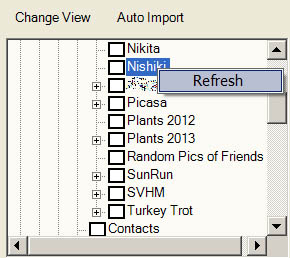 Change View Auto Import
Nikita
Nishiki
Refresh
Picasa
Plants 2012
Plants 2013
Random Pics of Friends
SunRun
SVHM
Turkey Trot
Contacts